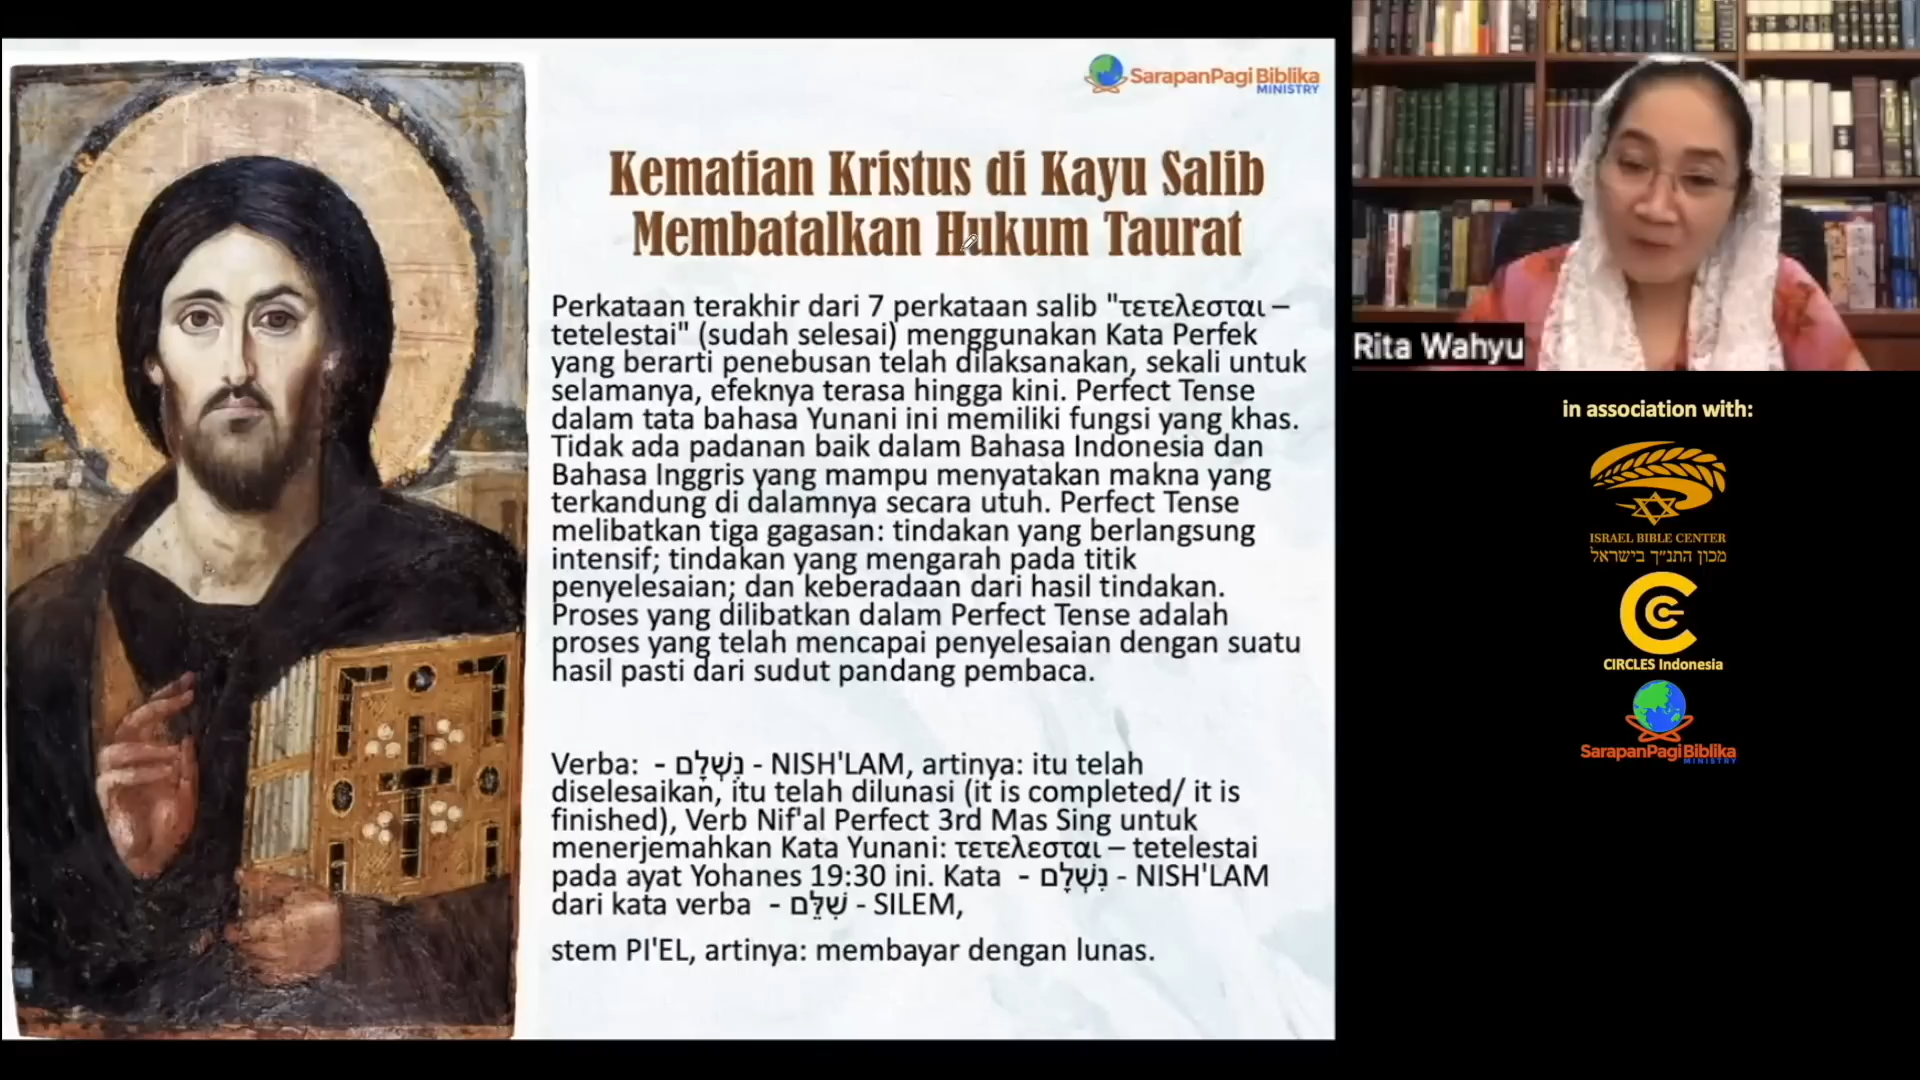 SarapanPagi Biblika
MINISTRY
Kematian Kristus di Kayu Salib
Membatalkan Hukum Taurat
Perkataan terakhir dari 7 perkataan salib "τετελεσται –
tetelestai" (sudah selesai) menggunakan Kata Perfek
yang berarti penebusan telah dilaksanakan, sekali untuk
selamanya, efeknya terasa hingga kini. Perfect Tense
dalam tata bahasa Yunani ini memiliki fungsi yang khas.
Tidak ada padanan baik dalam Bahasa Indonesia dan
Bahasa Inggris yang mampu menyatakan makna yang
terkandung di dalamnya secara utuh. Perfect Tense
melibatkan tiga gagasan: tindakan yang berlangsung
intensif; tindakan yang mengarah pada titik
penyelesaian; dan keberadaan dari hasil tindakan.
Proses yang dilibatkan dalam Perfect Tense adalah
proses yang telah mencapai penyelesaian dengan suatu
hasil pasti dari sudut pandang pembaca.
Verba: - נִשְׁלָם - NISH'LAM, artinya: itu telah
diselesaikan, itu telah dilunasi (it is completed/ it is
finished), Verb Nif'al Perfect 3rd Mas Sing untuk
menerjemahkan Kata Yunani: τετελεσται – tetelestai
pada ayat Yohanes 19:30 ini. Kata - נִשְׁלָם - NISH'LAM
dari kata verba - שִׁלֵּם - SILEM,
stem PI'EL, artinya: membayar dengan lunas.
Rita Wahyu
in association with:
ISRAEL BIBLE CENTER
מכון התנ״ך בישראל
CIRCLES Indonesia
SarapanPagi Biblika
MINISTRY